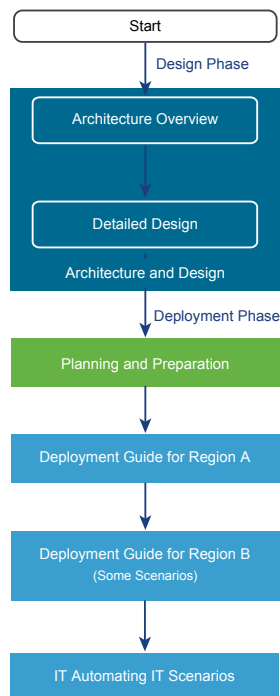 Start
Design Phase
Architecture Overview
Detailed Design
Architecture and Design
Deployment Phase
Planning and Preparation
Deployment Guide for Region A
Deployment Guide for Region B
(Some Scenarios)
IT Automating IT Scenarios